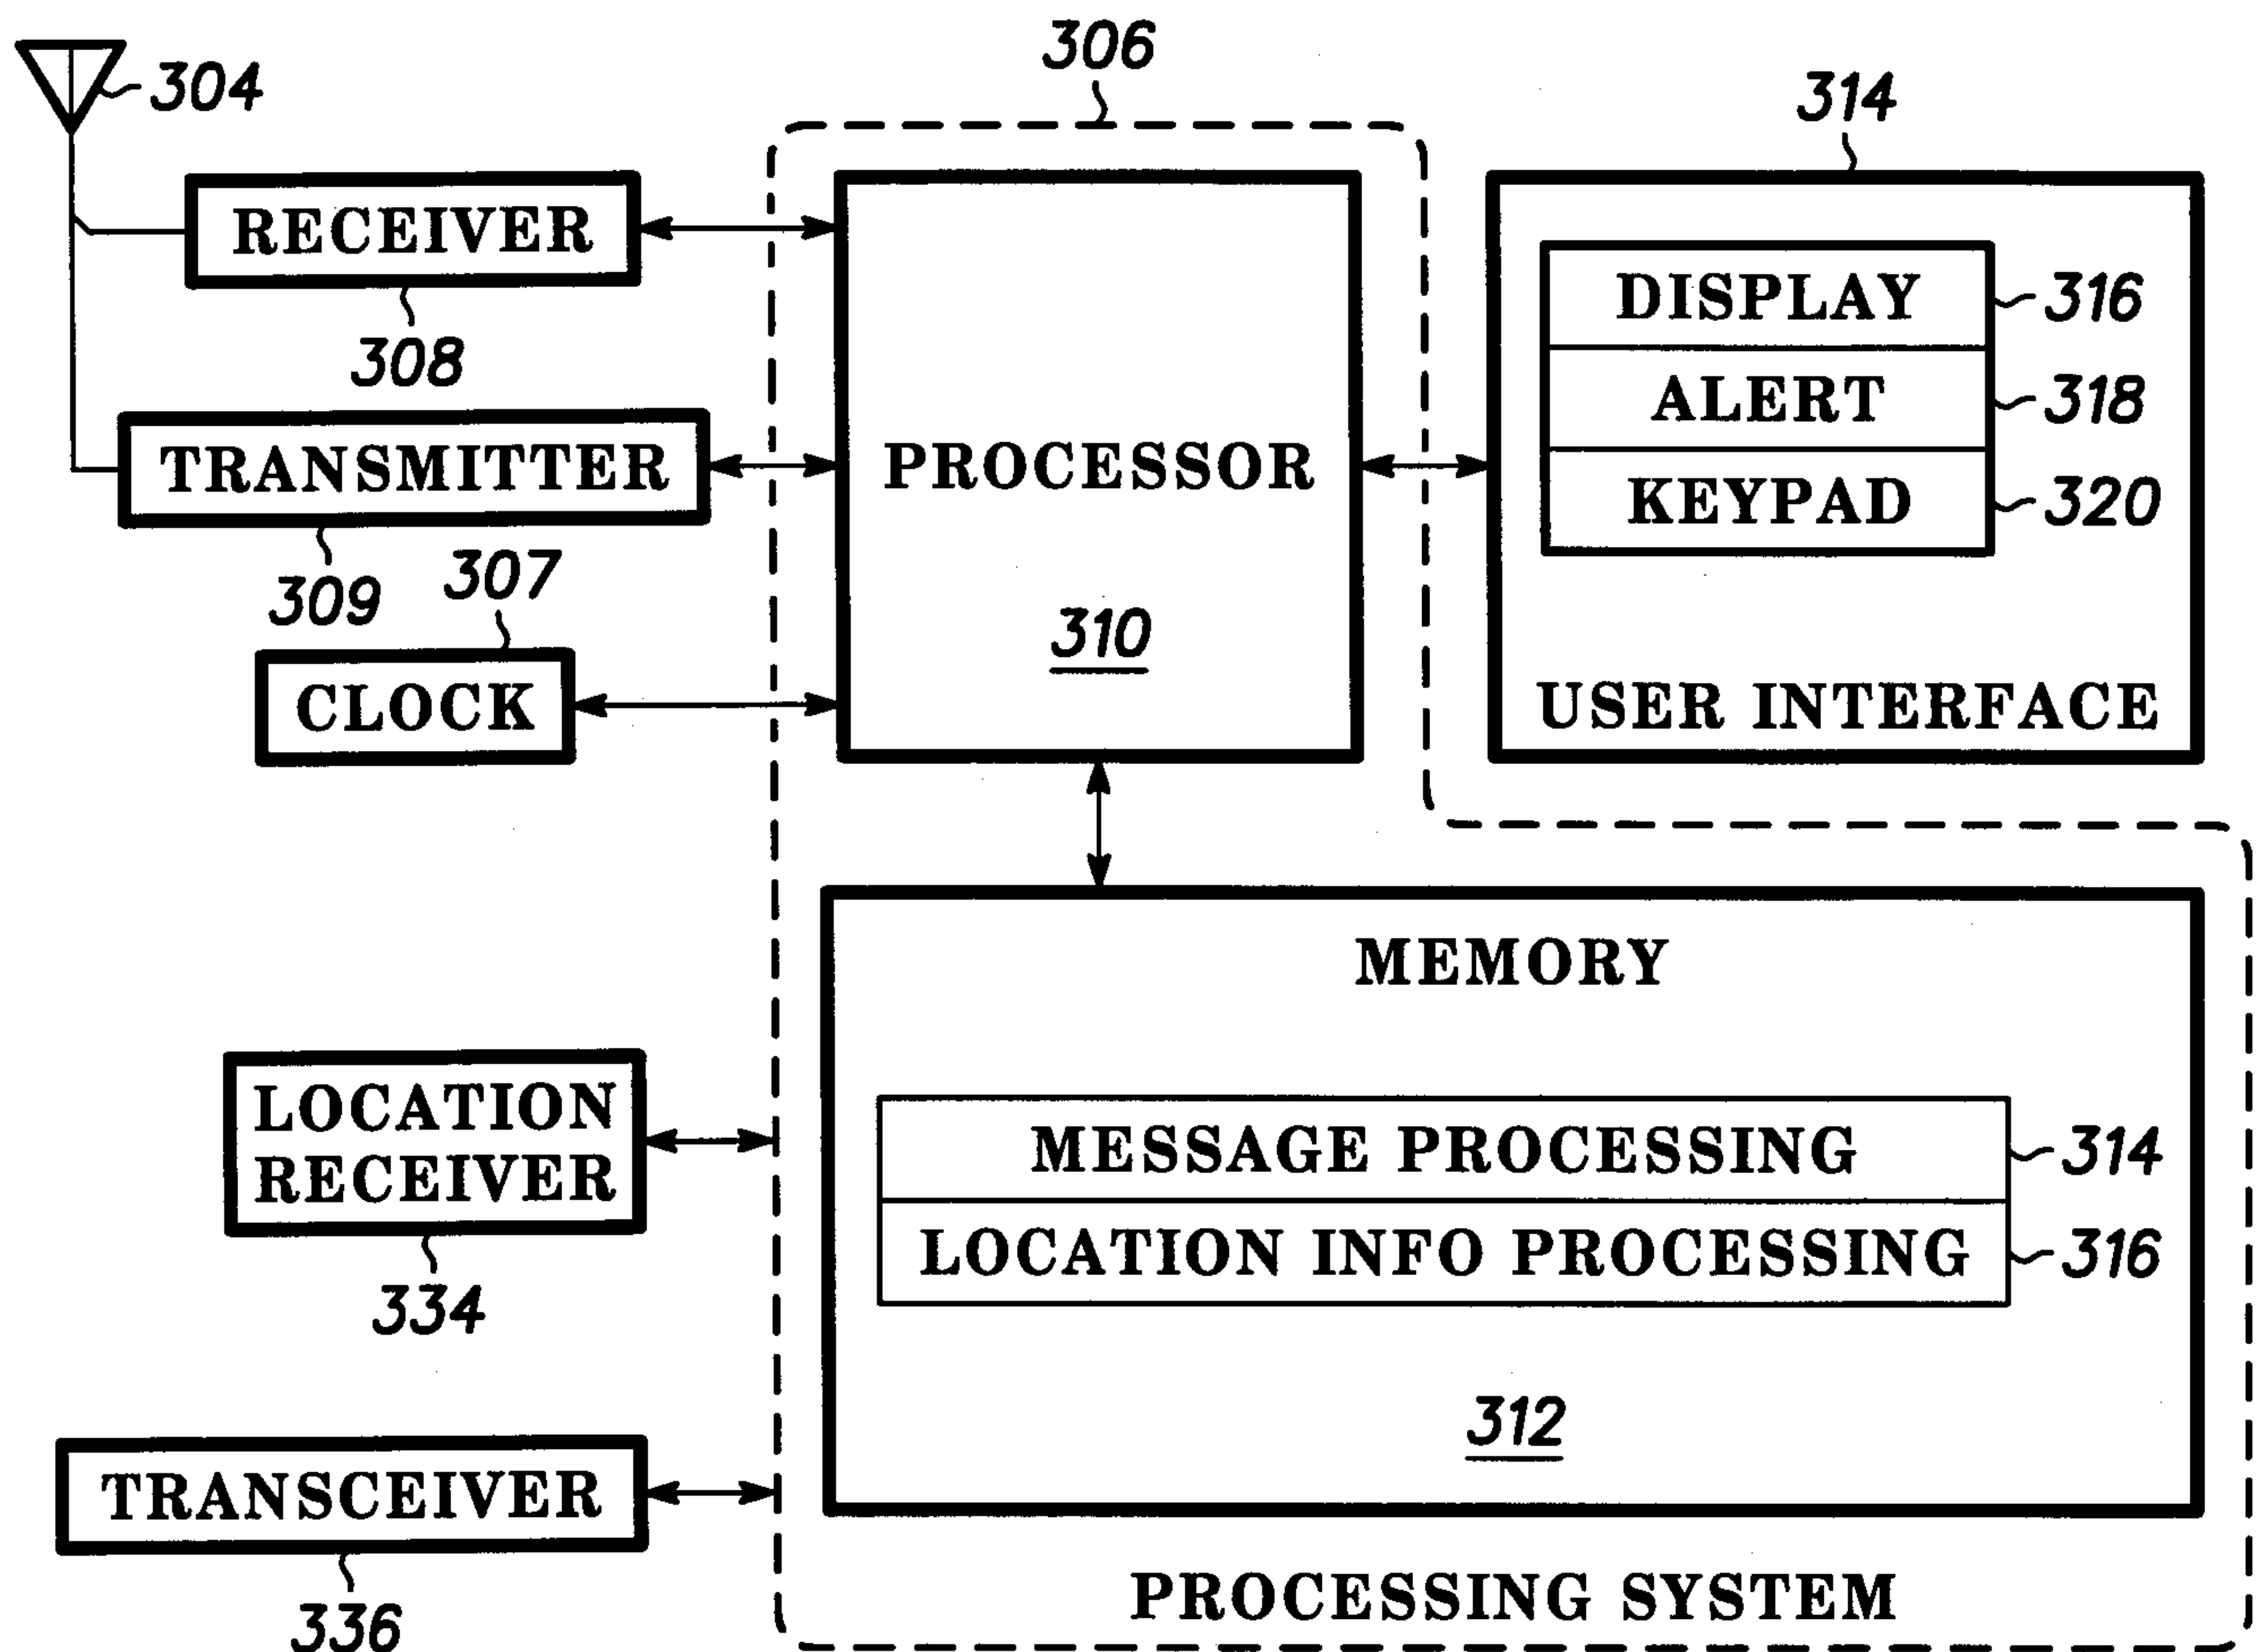 306
304
314
RECEIVER
308
DISPLAY
316
ALERT
318
KEYPAD
320
TRANSMITTER
309
PROCESSOR
310
307
CLOCK
USER INTERFACE
MEMORY
LOCATION
RECEIVER
334
MESSAGE PROCESSING
314
LOCATION INFO PROCESSING
316
312
TRANSCEIVER
336
PROCESSING SYSTEM